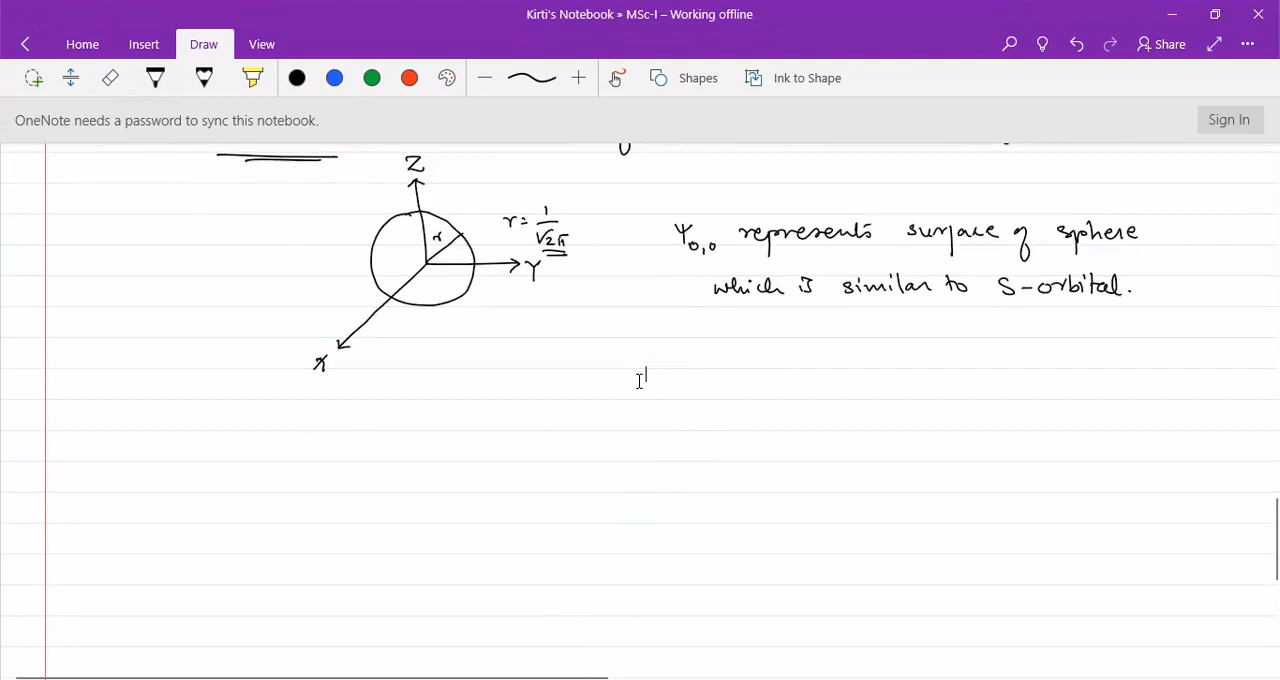 Kirti's Notebook » MSc-I – Working offline
Home Insert Draw View
Share
Shapes Ink to Shape
OneNote needs a password to sync this notebook.
Sign In
Z
r = 1/√2π
r
Y
X
Ψ0,0 represents surface of sphere
which is similar to S-orbital.